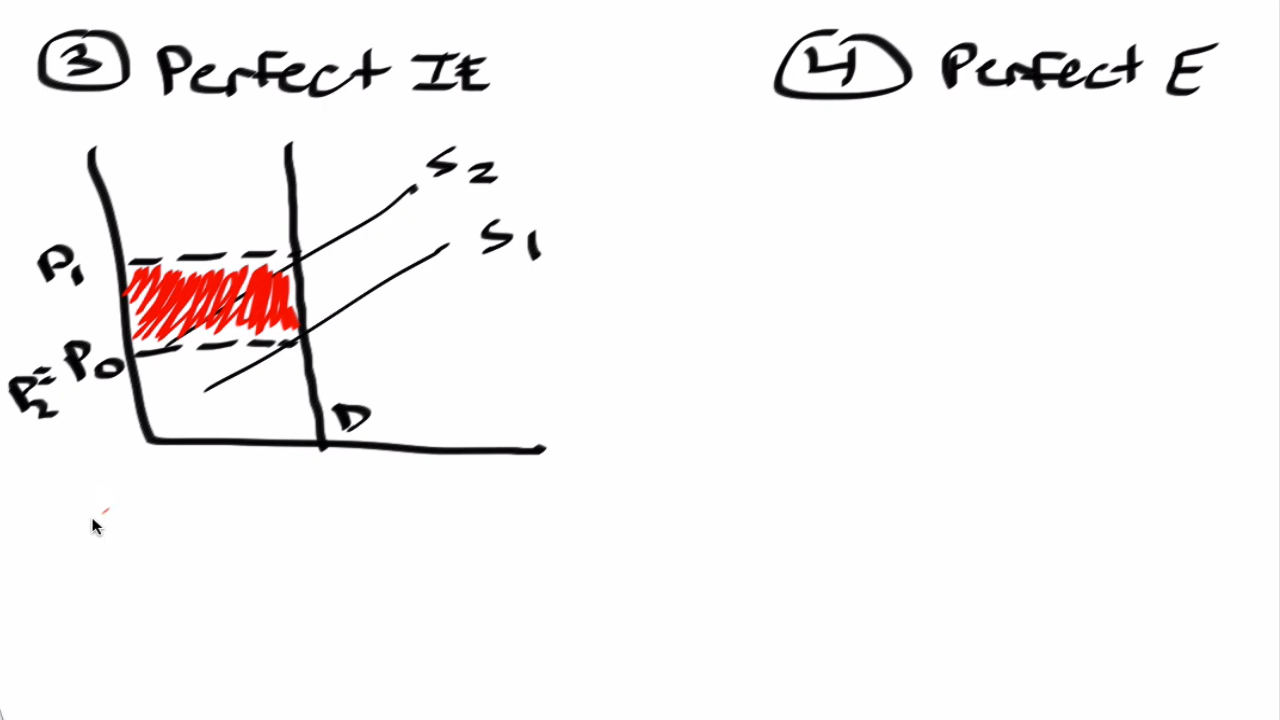 ③ Perfect IE
④ Perfect E
S2
S1
P1
P2=P0
D